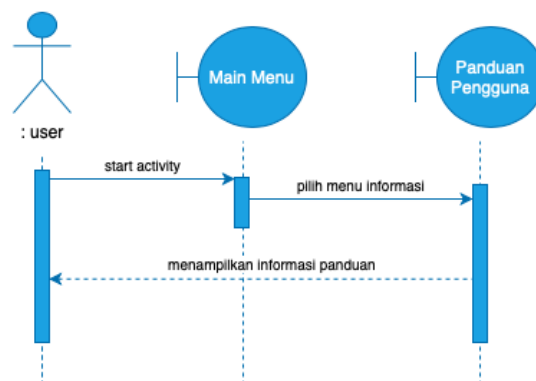 Main Menu
Panduan
Pengguna
: user
start activity
pilih menu informasi
menampilkan informasi panduan